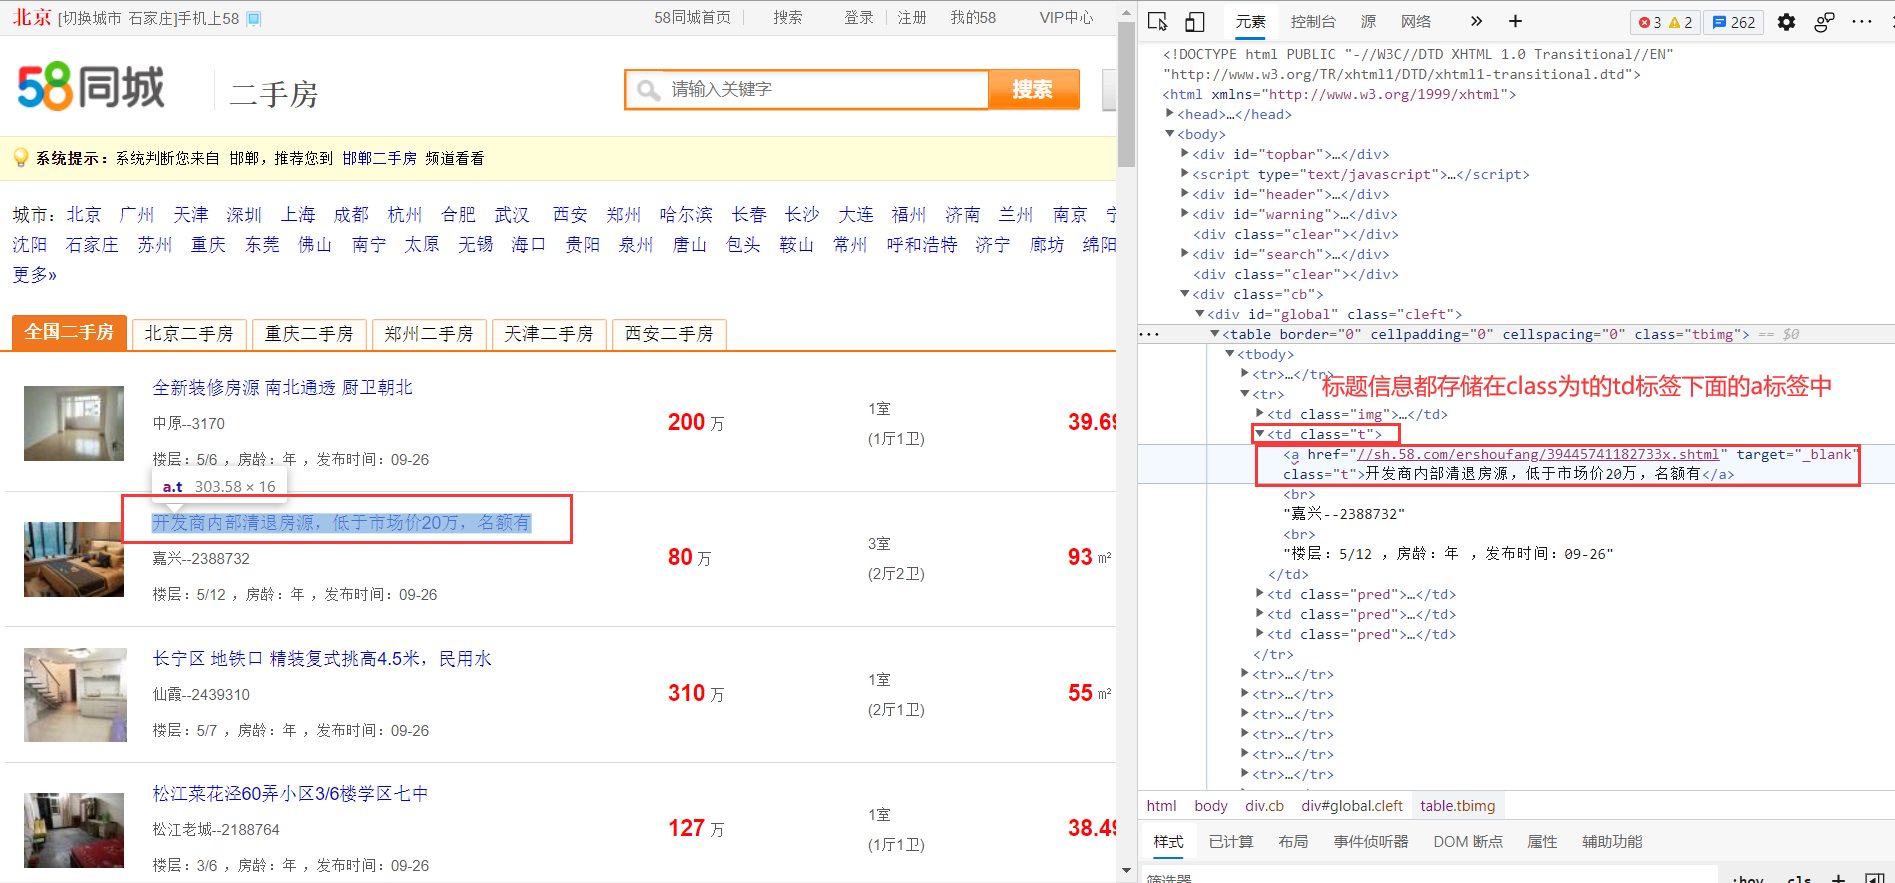 北京 [切换城市 石家庄]手机上58
58同城首页 搜索 登录 注册 我的58 VIP中心
58同城 二手房
请输入关键字 搜索
系统提示：系统判断您来自 邯郸，推荐您到 邯郸二手房 频道看看
城市：北京 广州 天津 深圳 上海 成都 杭州 合肥 武汉 西安 郑州 哈尔滨 长春 长沙 大连 福州 济南 兰州 南京
沈阳 石家庄 苏州 重庆 东莞 佛山 南宁 太原 无锡 海口 贵阳 泉州 唐山 包头 鞍山 常州 呼和浩特 济宁 廊坊 绵阳
更多»
全国二手房 北京二手房 重庆二手房 郑州二手房 天津二手房 西安二手房
全新装修房源 南北通透 厨卫朝北
中原--3170
楼层：5/6 ，房龄：年 ，发布时间：09-26
200 万
1室
(1厅1卫)
39.69
a.t 303.58 × 16
开发商内部清退房源，低于市场价20万，名额有
嘉兴--2388732
楼层：5/12 ，房龄：年 ，发布时间：09-26
80 万
3室
(2厅2卫)
93 m²
长宁区 地铁口 精装复式挑高4.5米，民用水
仙霞--2439310
楼层：5/7 ，房龄：年 ，发布时间：09-26
310 万
1室
(2厅1卫)
55 m²
松江菜花泾60弄小区3/6楼学区七中
松江老城--2188764
楼层：3/6 ，房龄：年 ，发布时间：09-26
127 万
1室
(1厅1卫)
38.49
元素 控制台 源 网络 » + 3 2 262 ···
<!DOCTYPE html PUBLIC "-//W3C//DTD XHTML 1.0 Transitional//EN"
"http://www.w3.org/TR/xhtml1/DTD/xhtml1-transitional.dtd">
<html xmlns="http://www.w3.org/1999/xhtml">
<head>…</head>
<body>
<div id="topbar">…</div>
<script type="text/javascript">…</script>
<div id="header">…</div>
<div id="warning">…</div>
<div class="clear"></div>
<div id="search">…</div>
<div class="clear"></div>
<div class="cb">
<div id="global" class="cleft">
··· <table border="0" cellpadding="0" cellspacing="0" class="tbimg"> == $0
<tbody>
<tr>…</tr>
标题信息都存储在class为t的td标签下面的a标签中
<tr>
<td class="img">…</td>
<td class="t">
<a href="//sh.58.com/ershoufang/39445741182733x.shtml" target="_blank"
class="t">开发商内部清退房源，低于市场价20万，名额有</a>
<br>
"嘉兴--2388732"
<br>
"楼层：5/12 ，房龄：年 ，发布时间：09-26"
</td>
<td class="pred">…</td>
<td class="pred">…</td>
<td class="pred">…</td>
</tr>
<tr>…</tr>
<tr>…</tr>
<tr>…</tr>
<tr>…</tr>
<tr>…</tr>
<tr>…</tr>
html body div.cb div#global.cleft table.tbimg
样式 已计算 布局 事件侦听器 DOM 断点 属性 辅助功能
筛选器 :hov .cls +